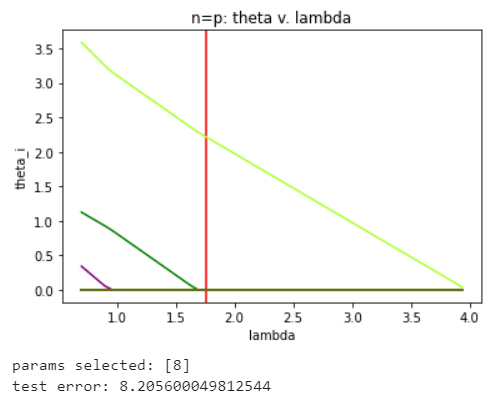 n=p: theta v. lambda
3.5
3.0
2.5
2.0
1.5
1.0
0.5
0.0
theta_i
1.0 1.5 2.0 2.5 3.0 3.5 4.0
lambda
params selected: [8]
test error: 8.205600049812544